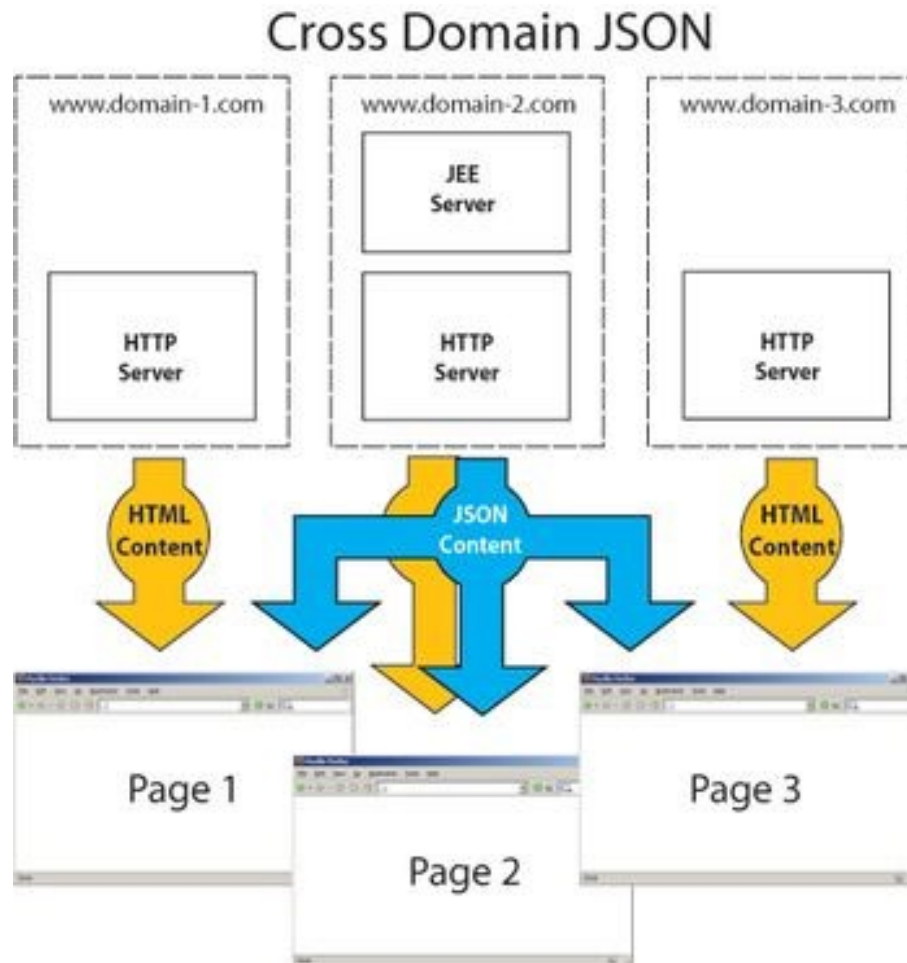 Cross Domain JSON
www.domain-1.com
www.domain-2.com
www.domain-3.com
JEE
Server
HTTP
Server
HTTP
Server
HTTP
Server
HTML
Content
JSON
Content
HTML
Content
Page 1
Page 2
Page 3